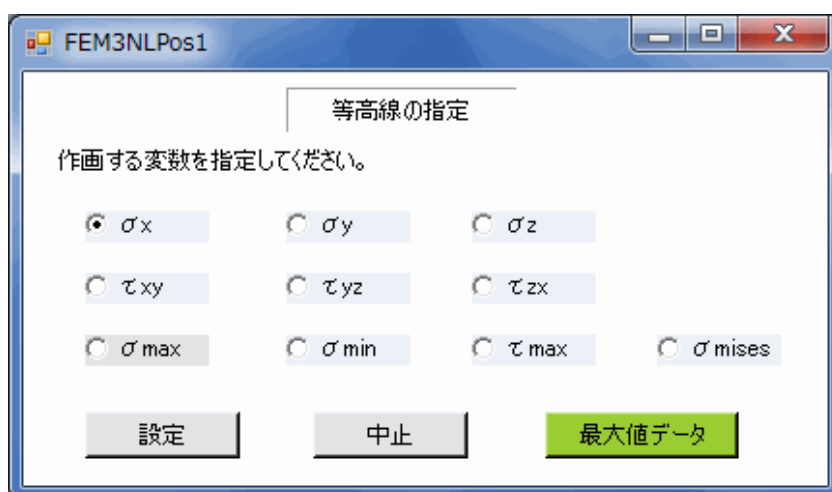 FEM3NLPos1
等高線の指定
作画する変数を指定してください。
σx σy σz
τxy τyz τzx
σmax σmin τmax σmises
設定 中止 最大値データ